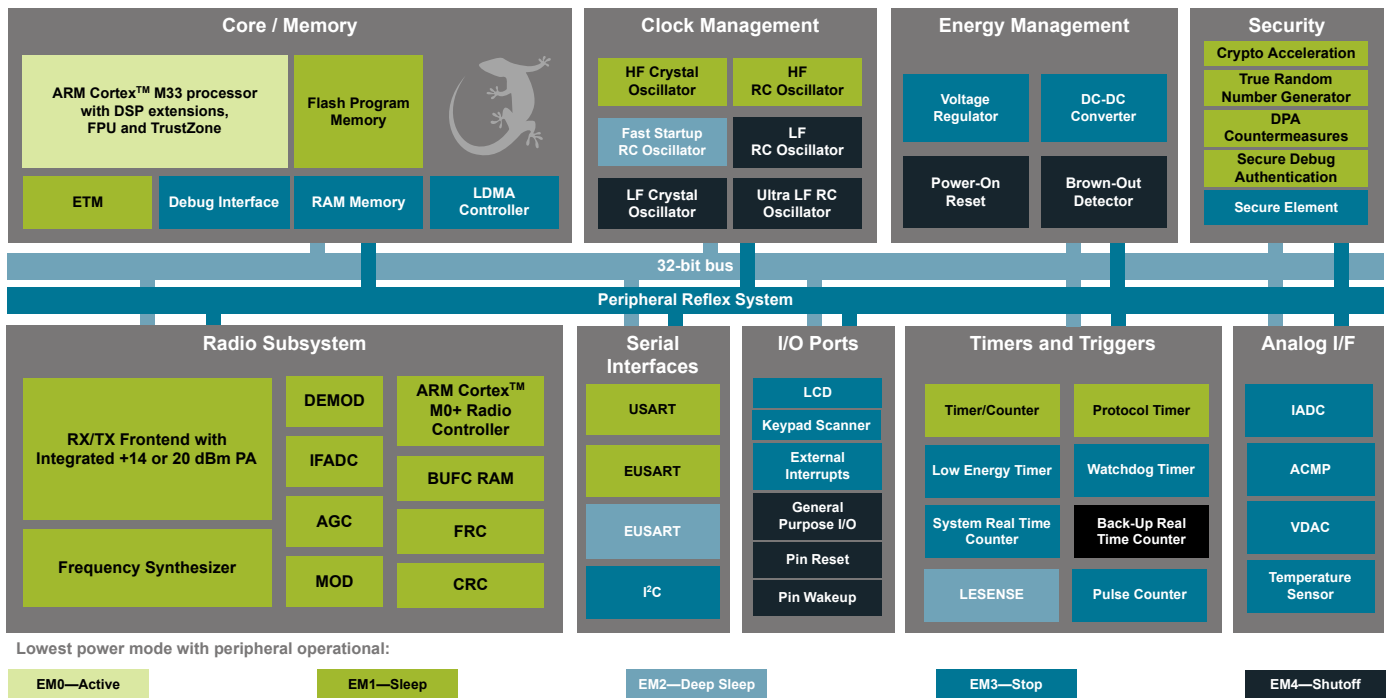 Core / Memory
ARM Cortex™ M33 processor
with DSP extensions,
FPU and TrustZone
Flash Program
Memory
ETM
Debug Interface
RAM Memory
LDMA
Controller
Clock Management
HF Crystal
Oscillator
HF
RC Oscillator
Fast Startup
RC Oscillator
LF
RC Oscillator
LF Crystal
Oscillator
Ultra LF RC
Oscillator
Energy Management
Voltage
Regulator
DC-DC
Converter
Power-On
Reset
Brown-Out
Detector
Security
Crypto Acceleration
True Random
Number Generator
DPA
Countermeasures
Secure Debug
Authentication
Secure Element
32-bit bus
Peripheral Reflex System
Radio Subsystem
RX/TX Frontend with
Integrated +14 or 20 dBm PA
Frequency Synthesizer
DEMOD
IFADC
AGC
MOD
ARM Cortex™
M0+ Radio
Controller
BUFC RAM
FRC
CRC
Serial
Interfaces
USART
EUSART
EUSART
I²C
I/O Ports
LCD
Keypad Scanner
External
Interrupts
General
Purpose I/O
Pin Reset
Pin Wakeup
Timers and Triggers
Timer/Counter
Protocol Timer
Low Energy Timer
Watchdog Timer
System Real Time
Counter
Back-Up Real
Time Counter
LESENSE
Pulse Counter
Analog I/F
IADC
ACMP
VDAC
Temperature
Sensor
Lowest power mode with peripheral operational:
EM0—Active
EM1—Sleep
EM2—Deep Sleep
EM3—Stop
EM4—Shutoff